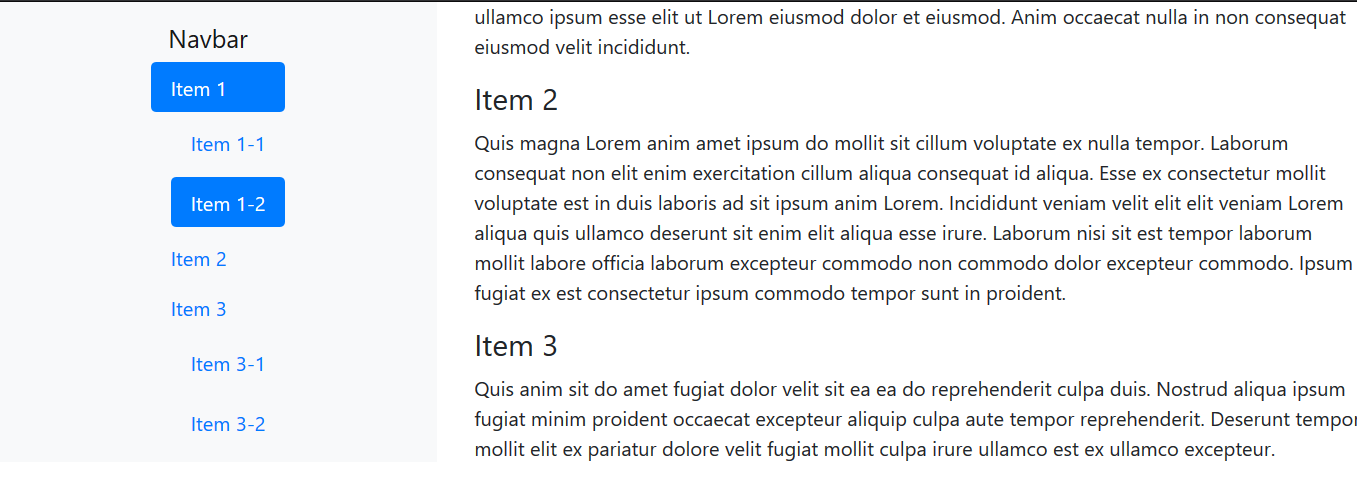 Navbar
Item 1
Item 1-1
Item 1-2
Item 2
Item 3
Item 3-1
Item 3-2
ullamco ipsum esse elit ut Lorem eiusmod dolor et eiusmod. Anim occaecat nulla in non consequat
eiusmod velit incididunt.
Item 2
Quis magna Lorem anim amet ipsum do mollit sit cillum voluptate ex nulla tempor. Laborum
consequat non elit enim exercitation cillum aliqua consequat id aliqua. Esse ex consectetur mollit
voluptate est in duis laboris ad sit ipsum anim Lorem. Incididunt veniam velit elit elit veniam Lorem
aliqua quis ullamco deserunt sit enim elit aliqua esse irure. Laborum nisi sit est tempor laborum
mollit labore officia laborum excepteur commodo non commodo dolor excepteur commodo. Ipsum
fugiat ex est consectetur ipsum commodo tempor sunt in proident.
Item 3
Quis anim sit do amet fugiat dolor velit sit ea ea do reprehenderit culpa duis. Nostrud aliqua ipsum
fugiat minim proident occaecat excepteur aliquip culpa aute tempor reprehenderit. Deserunt tempor
mollit elit ex pariatur dolore velit fugiat mollit culpa irure ullamco est ex ullamco excepteur.